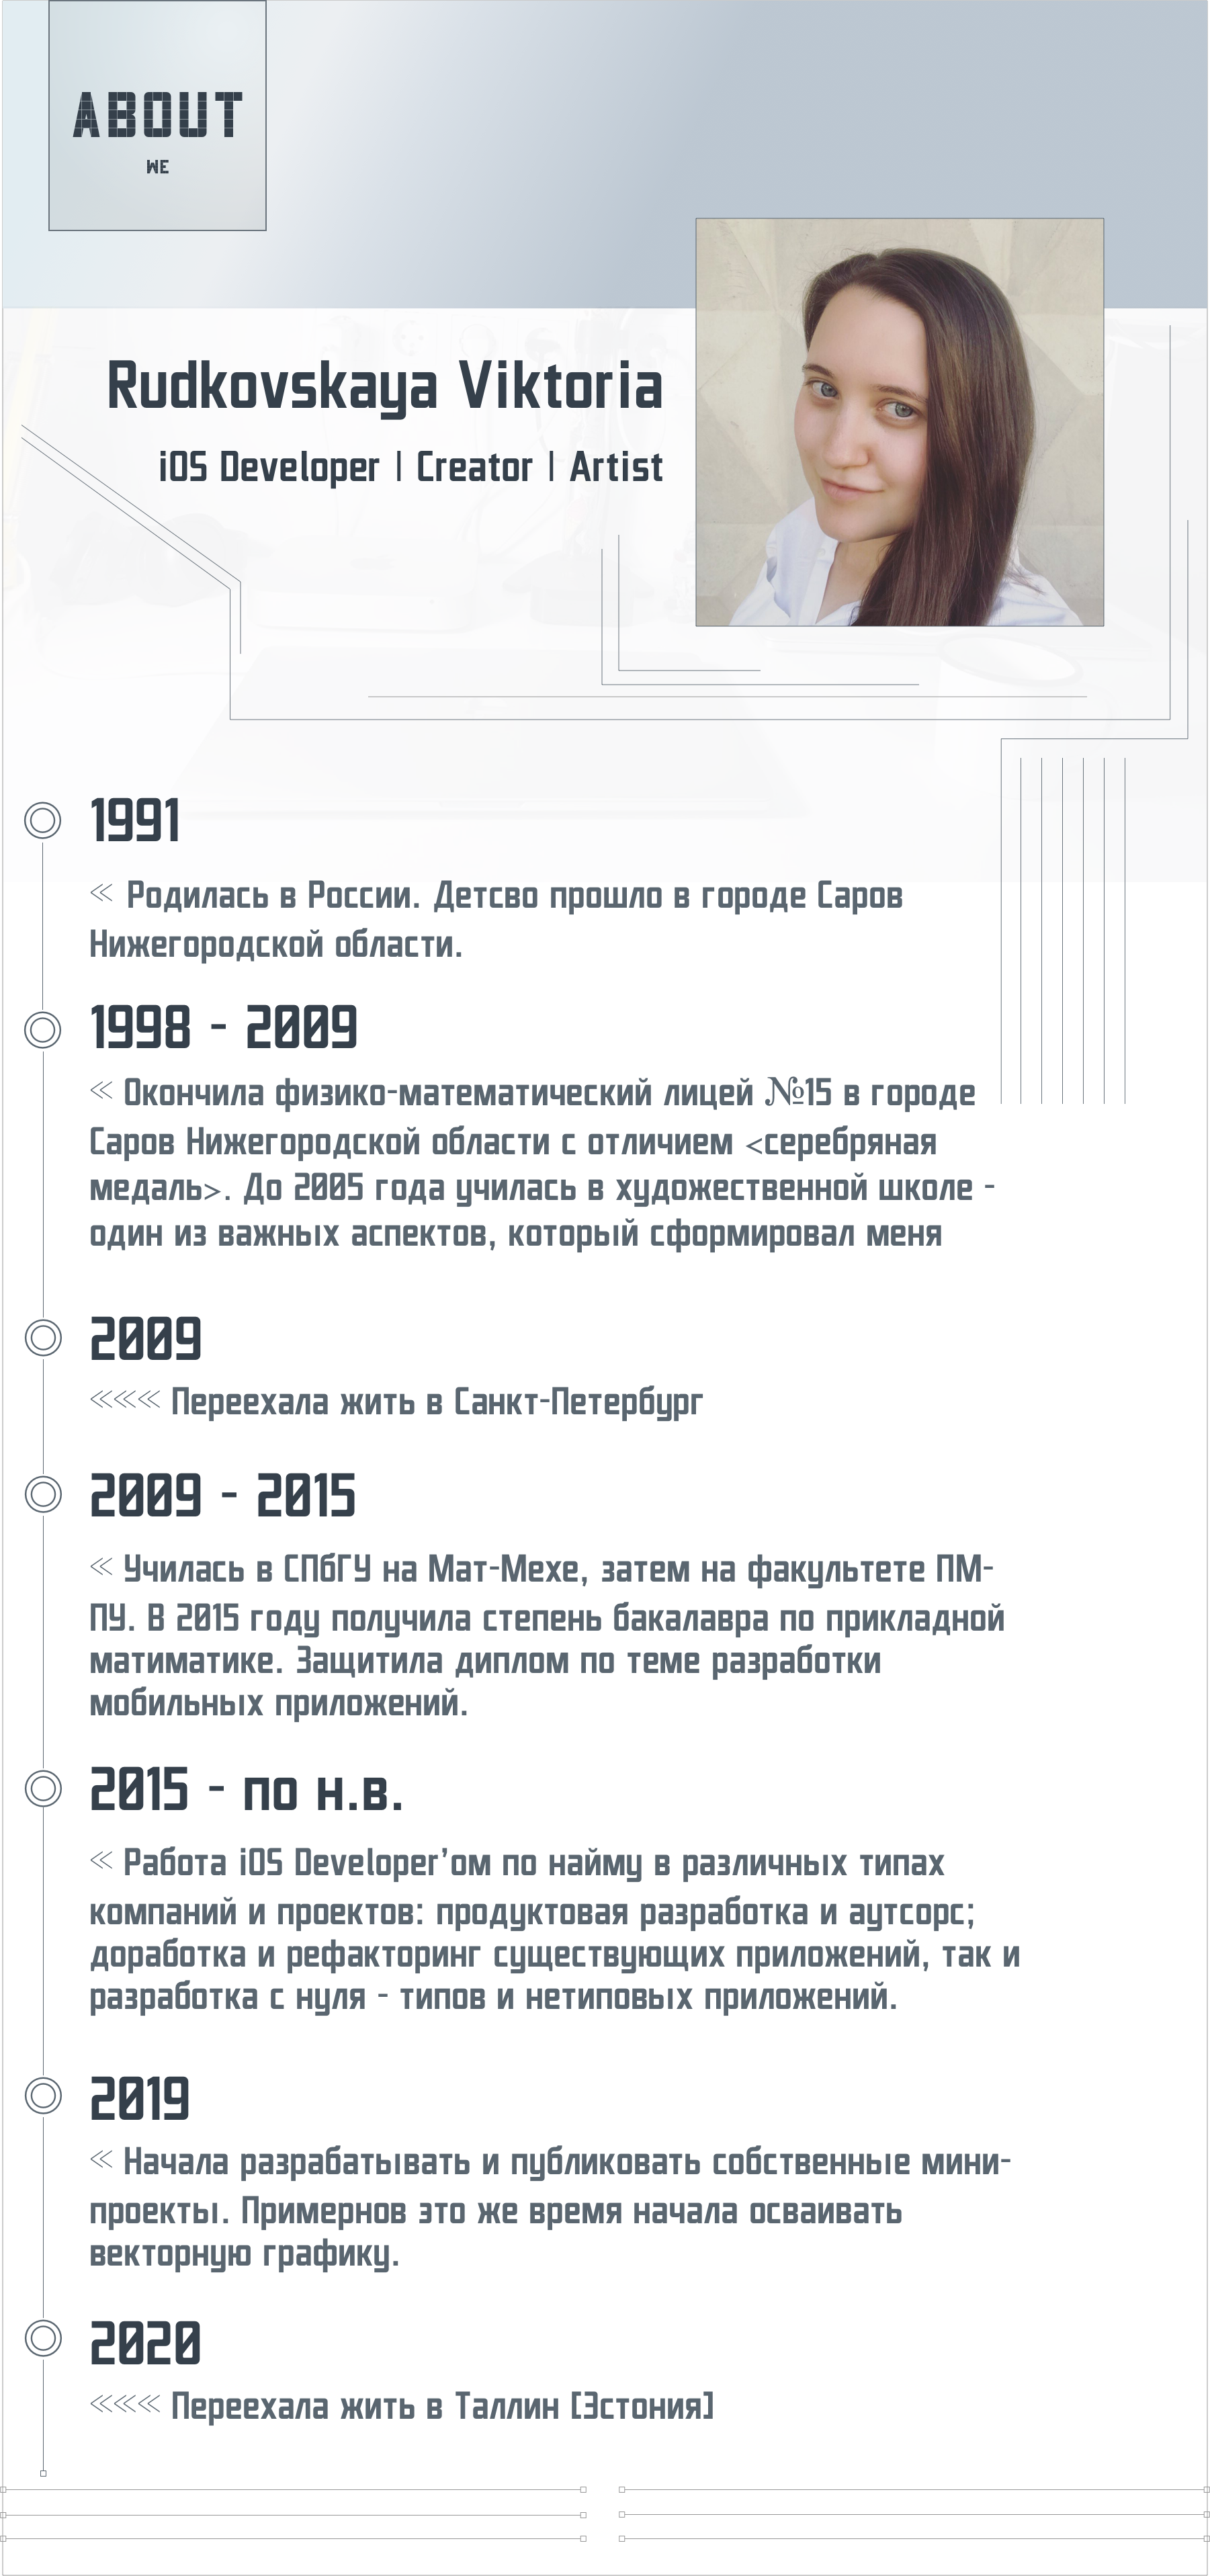 ABOUT
WE
Rudkovskaya Viktoria
iOS Developer | Creator | Artist
1991
« Родилась в России. Детсво прошло в городе Саров
Нижегородской области.
1998 - 2009
« Окончила физико-математический лицей №15 в городе
Саров Нижегородской области с отличием <серебряная
медаль>. До 2005 года училась в художественной школе -
один из важных аспектов, который сформировал меня
2009
««« Переехала жить в Санкт-Петербург
2009 - 2015
« Училась в СПбГУ на Мат-Мехе, затем на факультете ПМ-
ПУ. В 2015 году получила степень бакалавра по прикладной
матиматике. Защитила диплом по теме разработки
мобильных приложений.
2015 - по н.в.
« Работа iOS Developer’ом по найму в различных типах
компаний и проектов: продуктовая разработка и аутсорс;
доработка и рефакторинг существующих приложений, так и
разработка с нуля - типов и нетиповых приложений.
2019
« Начала разрабатывать и публиковать собственные мини-
проекты. Примернов это же время начала осваивать
векторную графику.
2020
««« Переехала жить в Таллин [Эстония]